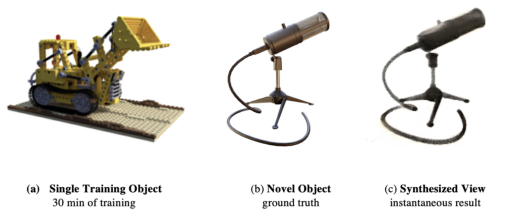 (a) Single Training Object
30 min of training
(b) Novel Object
ground truth
(c) Synthesized View
instantaneous result